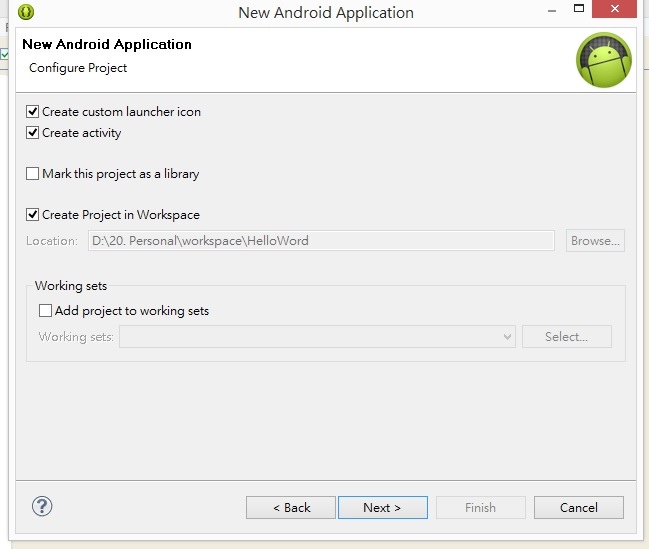 New Android Application
New Android Application
Configure Project
Create custom launcher icon
Create activity
Mark this project as a library
Create Project in Workspace
Location: D:\20. Personal\workspace\HelloWord Browse...
Working sets
Add project to working sets
Working sets: Select...
? < Back Next > Finish Cancel